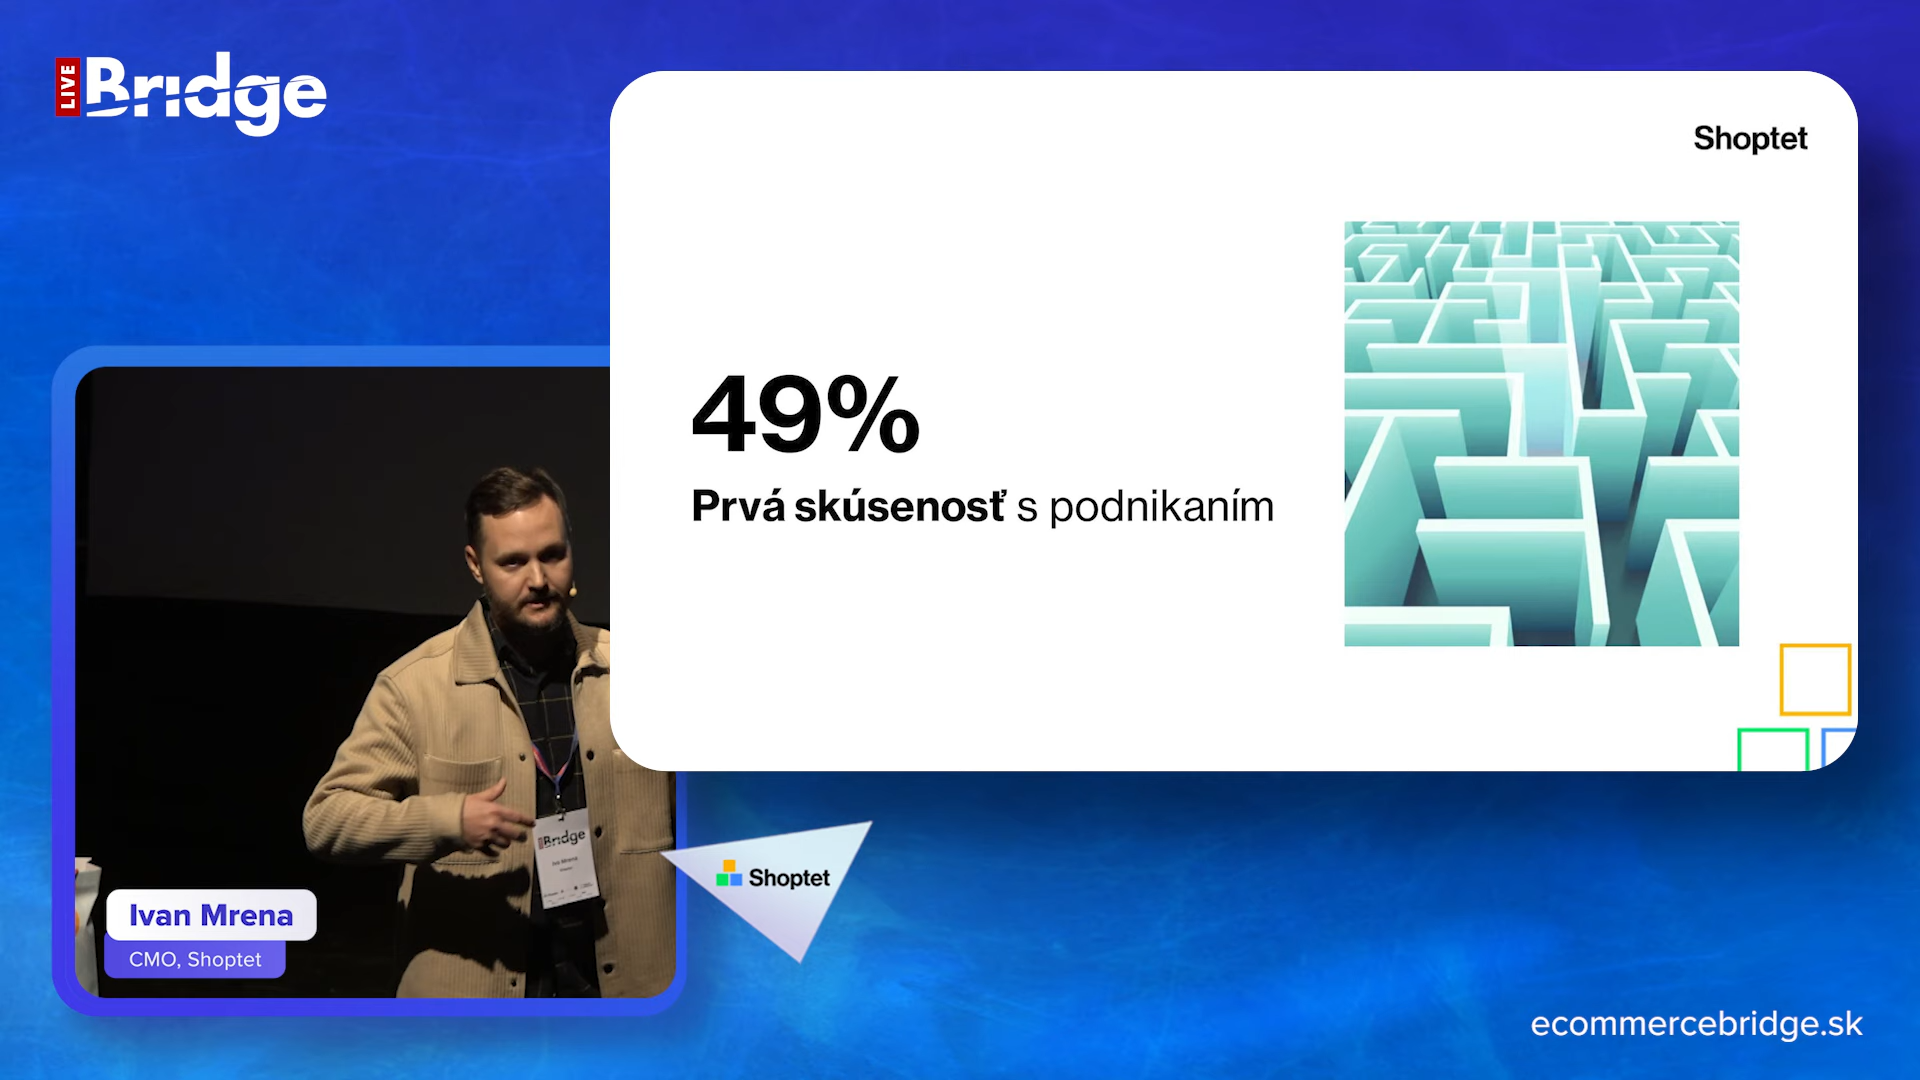 LIVE Bridge
Shoptet
49%
Prvá skúsenosť s podnikaním
Bridge
Shoptet
Ivan Mrena
CMO, Shoptet
ecommercebridge.sk